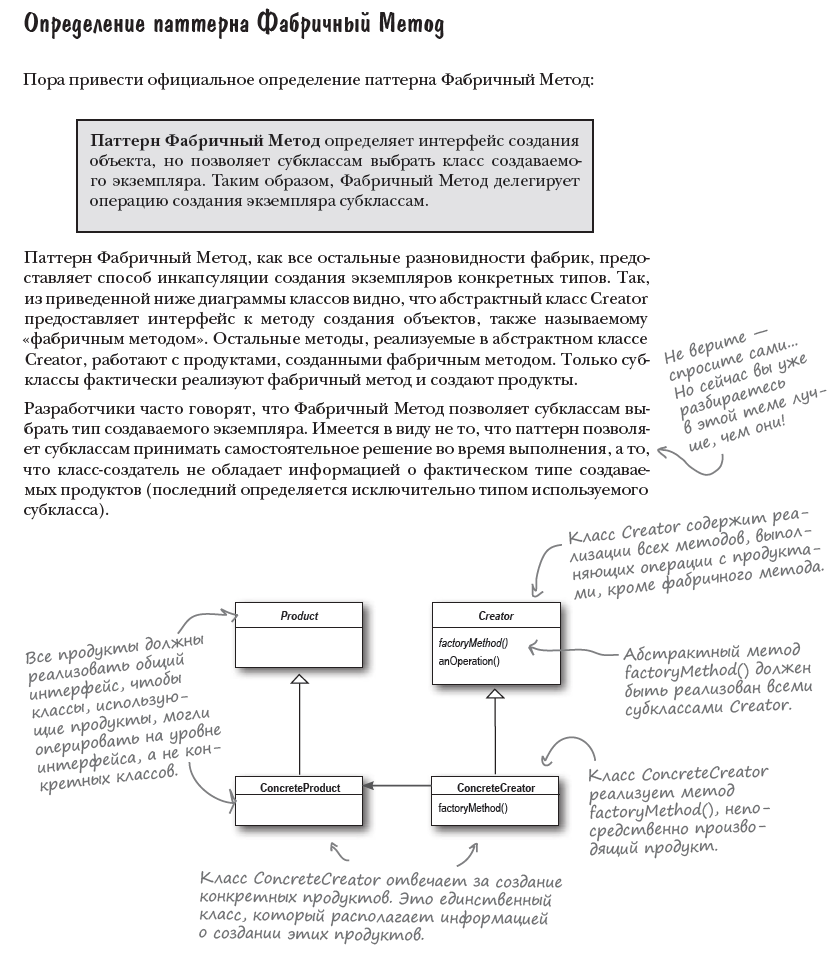 Определение паттерна Фабричный Метод
Пора привести официальное определение паттерна Фабричный Метод:
Паттерн Фабричный Метод определяет интерфейс создания
объекта, но позволяет субклассам выбрать класс создаваемо-
го экземпляра. Таким образом, Фабричный Метод делегирует
операцию создания экземпляра субклассам.
Паттерн Фабричный Метод, как все остальные разновидности фабрик, предо-
ставляет способ инкапсуляции создания экземпляров конкретных типов. Так,
из приведенной ниже диаграммы классов видно, что абстрактный класс Creator
предоставляет интерфейс к методу создания объектов, также называемому
«фабричным методом». Остальные методы, реализуемые в абстрактном классе
Creator, работают с продуктами, созданными фабричным методом. Только суб-
классы фактически реализуют фабричный метод и создают продукты.
Разработчики часто говорят, что Фабричный Метод позволяет субклассам вы-
брать тип создаваемого экземпляра. Имеется в виду не то, что паттерн позволя-
ет субклассам принимать самостоятельное решение во время выполнения, а то,
что класс-создатель не обладает информацией о фактическом типе создавае-
мых продуктов (последний определяется исключительно типом используемого
субкласса).
Не верите —
спросите сами...
Но сейчас вы уже
разбираетесь
в этой теме луч-
ше, чем они!
Класс Creator содержит реа-
лизации всех методов, выпол-
няющих операции с продукта-
ми, кроме фабричного метода.
Product
Creator
factoryMethod()
anOperation()
Все продукты должны
реализовать общий
интерфейс, чтобы
классы, использую-
щие продукты, могли
оперировать на уровне
интерфейса, а не кон-
кретных классов.
Абстрактный метод
factoryMethod() должен
быть реализован всеми
субклассами Creator.
ConcreteProduct
ConcreteCreator
factoryMethod()
Класс ConcreteCreator
реализует метод
factoryMethod(), непо-
средственно произво-
дящий продукт.
Класс ConcreteCreator отвечает за создание
конкретных продуктов. Это единственный
класс, который располагает информацией
о создании этих продуктов.